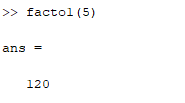 >> factol(5)
ans =
120